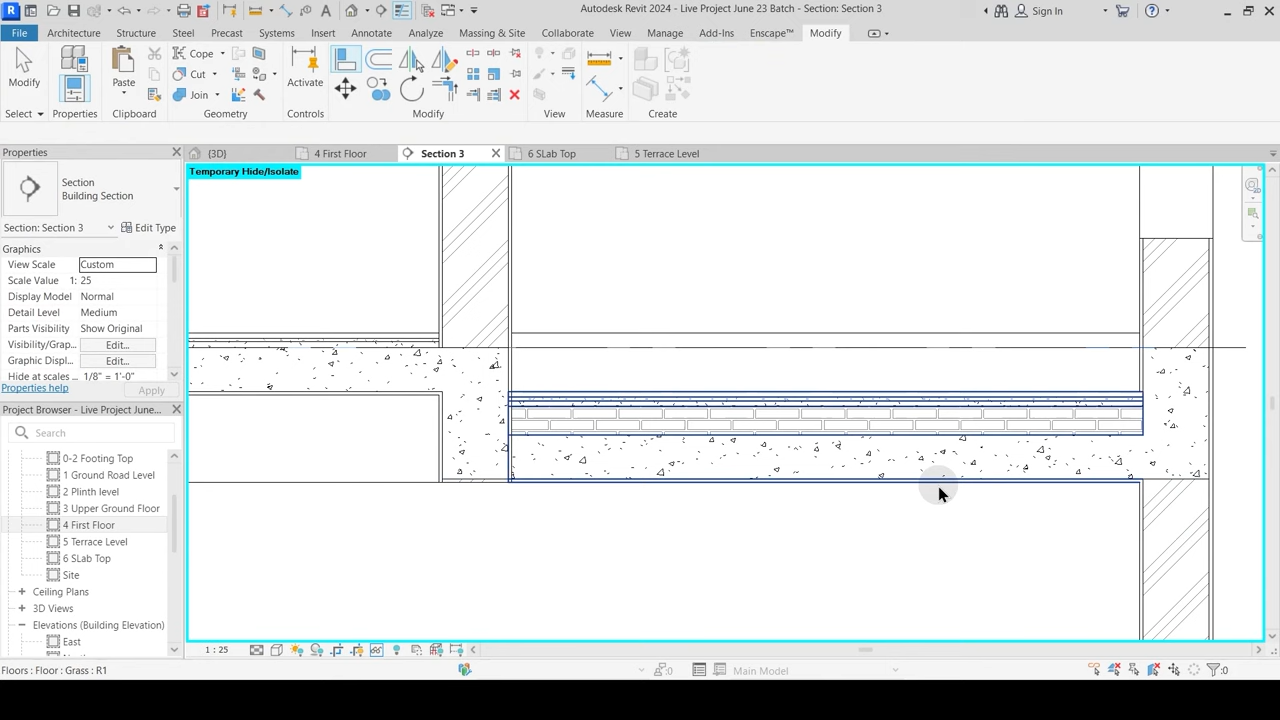 Autodesk Revit 2024 - Live Project June 23 Batch - Section: Section 3
Sign In
File Architecture Structure Steel Precast Systems Insert Annotate Analyze Massing & Site Collaborate View Manage Add-Ins Enscape™ Modify
Modify
Paste
Cope
Cut
Join
Activate
Select
Properties
Clipboard
Geometry
Controls
Modify
View
Measure
Create
Properties
{3D}
4 First Floor
Section 3
6 SLab Top
5 Terrace Level
Temporary Hide/Isolate
Section
Building Section
Section: Section 3
Edit Type
Graphics
View Scale Custom
Scale Value 1: 25
Display Model Normal
Detail Level Medium
Parts Visibility Show Original
Visibility/Grap... Edit...
Graphic Displ... Edit...
Hide at scales ... 1/8" = 1'-0"
Properties help
Apply
Project Browser - Live Project June...
Search
0-2 Footing Top
1 Ground Road Level
2 Plinth level
3 Upper Ground Floor
4 First Floor
5 Terrace Level
6 SLab Top
Site
Ceiling Plans
3D Views
Elevations (Building Elevation)
East
1 : 25
Floors : Floor : Grass : R1
:0
Main Model
:0